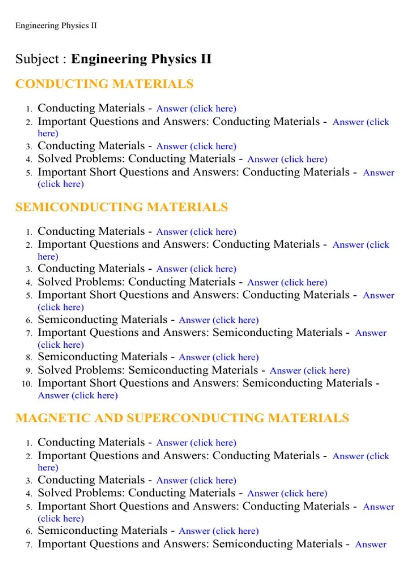 Engineering Physics II
Subject : Engineering Physics II
CONDUCTING MATERIALS
1. Conducting Materials - Answer (click here)
2. Important Questions and Answers: Conducting Materials - Answer (click
here)
3. Conducting Materials - Answer (click here)
4. Solved Problems: Conducting Materials - Answer (click here)
5. Important Short Questions and Answers: Conducting Materials - Answer
(click here)
SEMICONDUCTING MATERIALS
1. Conducting Materials - Answer (click here)
2. Important Questions and Answers: Conducting Materials - Answer (click
here)
3. Conducting Materials - Answer (click here)
4. Solved Problems: Conducting Materials - Answer (click here)
5. Important Short Questions and Answers: Conducting Materials - Answer
(click here)
6. Semiconducting Materials - Answer (click here)
7. Important Questions and Answers: Semiconducting Materials - Answer
(click here)
8. Semiconducting Materials - Answer (click here)
9. Solved Problems: Semiconducting Materials - Answer (click here)
10. Important Short Questions and Answers: Semiconducting Materials -
Answer (click here)
MAGNETIC AND SUPERCONDUCTING MATERIALS
1. Conducting Materials - Answer (click here)
2. Important Questions and Answers: Conducting Materials - Answer (click
here)
3. Conducting Materials - Answer (click here)
4. Solved Problems: Conducting Materials - Answer (click here)
5. Important Short Questions and Answers: Conducting Materials - Answer
(click here)
6. Semiconducting Materials - Answer (click here)
7. Important Questions and Answers: Semiconducting Materials - Answer